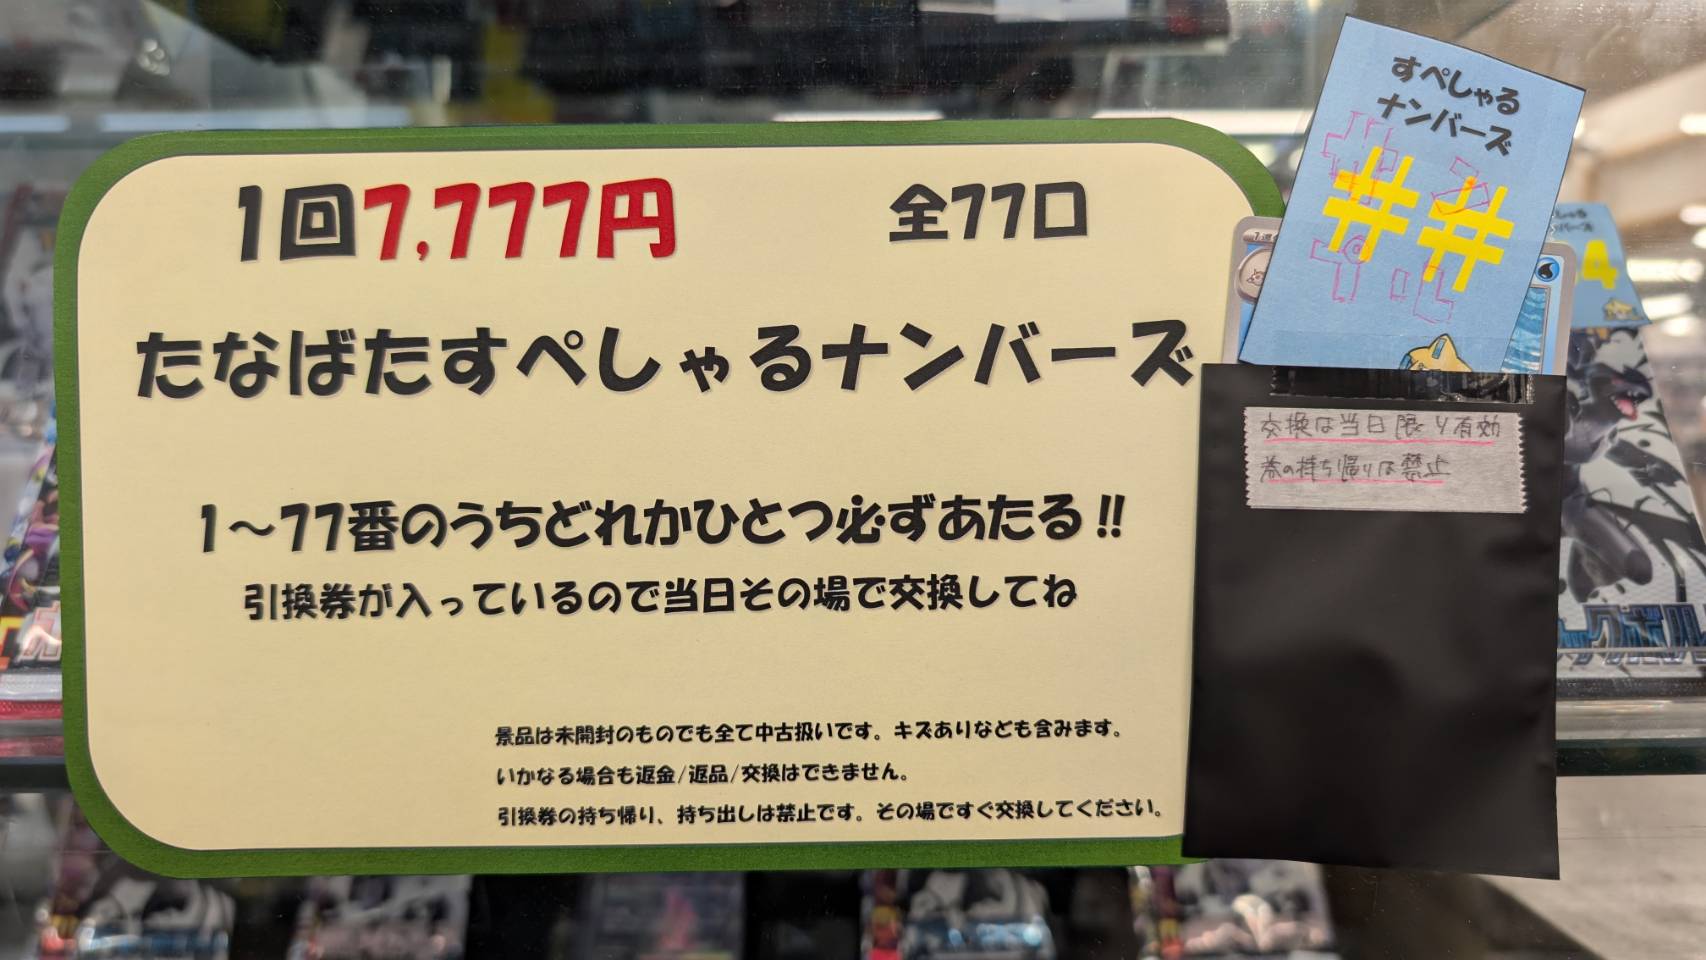 1回7,777円 全77口
たなばたすぺしゃるナンバーズ
1～77番のうちどれかひとつ必ずあたる!!
引換券が入っているので当日その場で交換してね
景品は未開封のものでも全て中古扱いです。キズありなども含みます。
いかなる場合も返金/返品/交換はできません。
引換券の持ち帰り、持ち出しは禁止です。その場ですぐ交換してください。
すぺしゃる
ナンバーズ
##
見本
交換は当日限り有効
券の持ち帰りは禁止
4